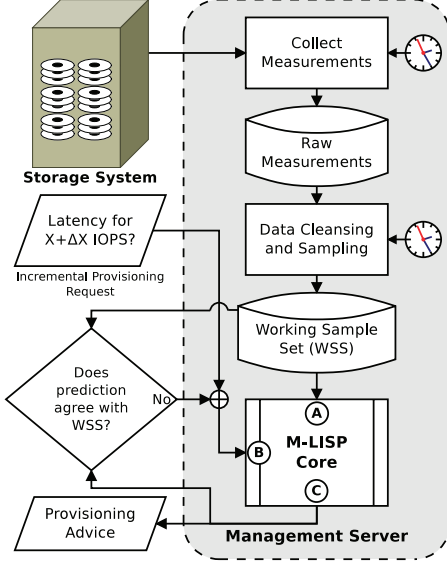 Collect
Measurements
Raw
Measurements
Storage System
Latency for
X+ΔX IOPS?
Incremental Provisioning
Request
Data Cleansing
and Sampling
Working Sample
Set (WSS)
Does
prediction
agree with
WSS?
No
A
B
M-LISP
Core
C
Provisioning
Advice
Management Server